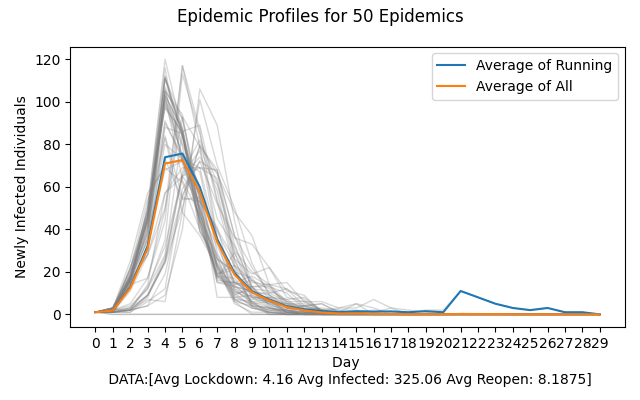 Epidemic Profiles for 50 Epidemics
Average of Running
Average of All
Newly Infected Individuals
120
100
80
60
40
20
0
0 1 2 3 4 5 6 7 8 9 10 11 12 13 14 15 16 17 18 19 20 21 22 23 24 25 26 27 28 29
Day
DATA:[Avg Lockdown: 4.16 Avg Infected: 325.06 Avg Reopen: 8.1875]